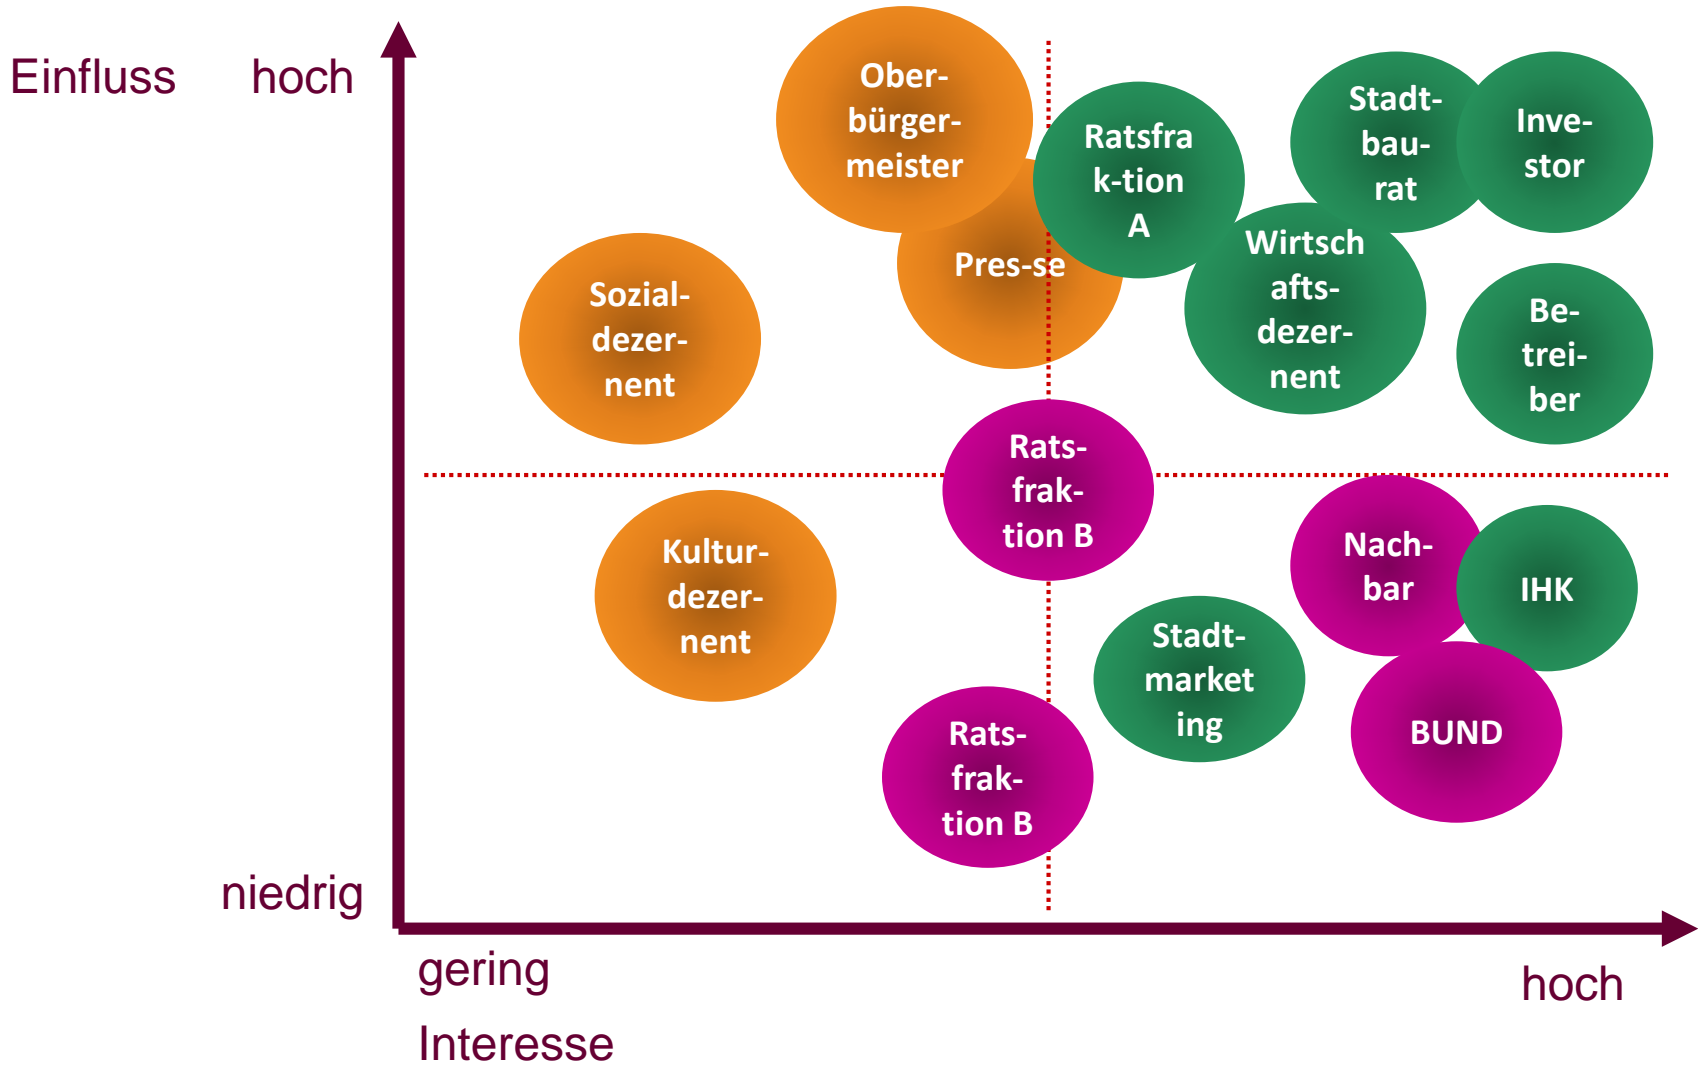 Einfluss hoch
Ober-
bürger-
meister
Ratsfra
k-tion
A
Stadt-
bau-
rat
Inve-
stor
Pres-se
Wirtsch
afts-
dezer-
nent
Sozial-
dezer-
nent
Be-
trei-
ber
Rats-
frak-
tion B
Kultur-
dezer-
nent
Nach-
bar
IHK
Stadt-
market
ing
BUND
Rats-
frak-
tion B
niedrig
gering
hoch
Interesse